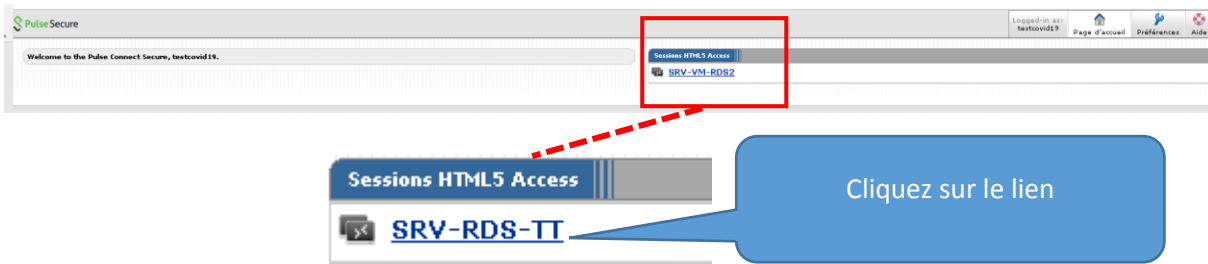 Pulse Secure
Logged-in as:
testcovid19
Page d'accueil
Préférences
Aide
Welcome to the Pulse Connect Secure, testcovid19.
Sessions HTML5 Access
SRV-VM-RDS2
Sessions HTML5 Access
SRV-RDS-TT
Cliquez sur le lien